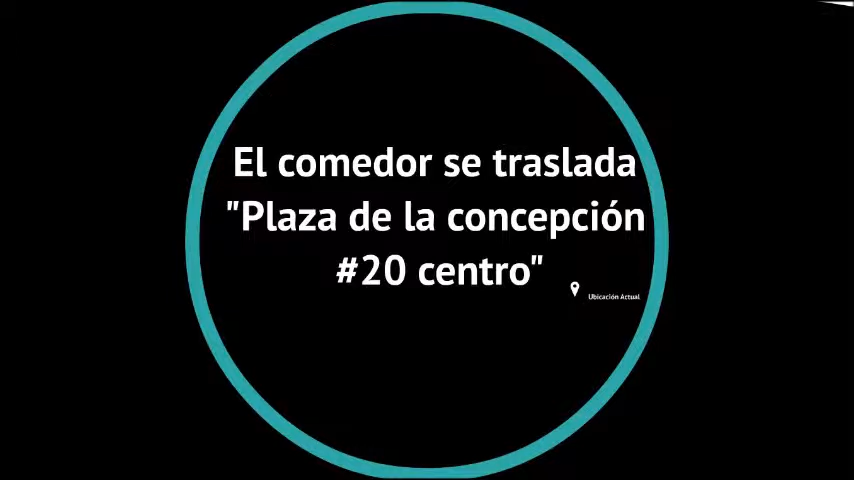 El comedor se traslada
"Plaza de la concepción
#20 centro"
Ubicación Actual